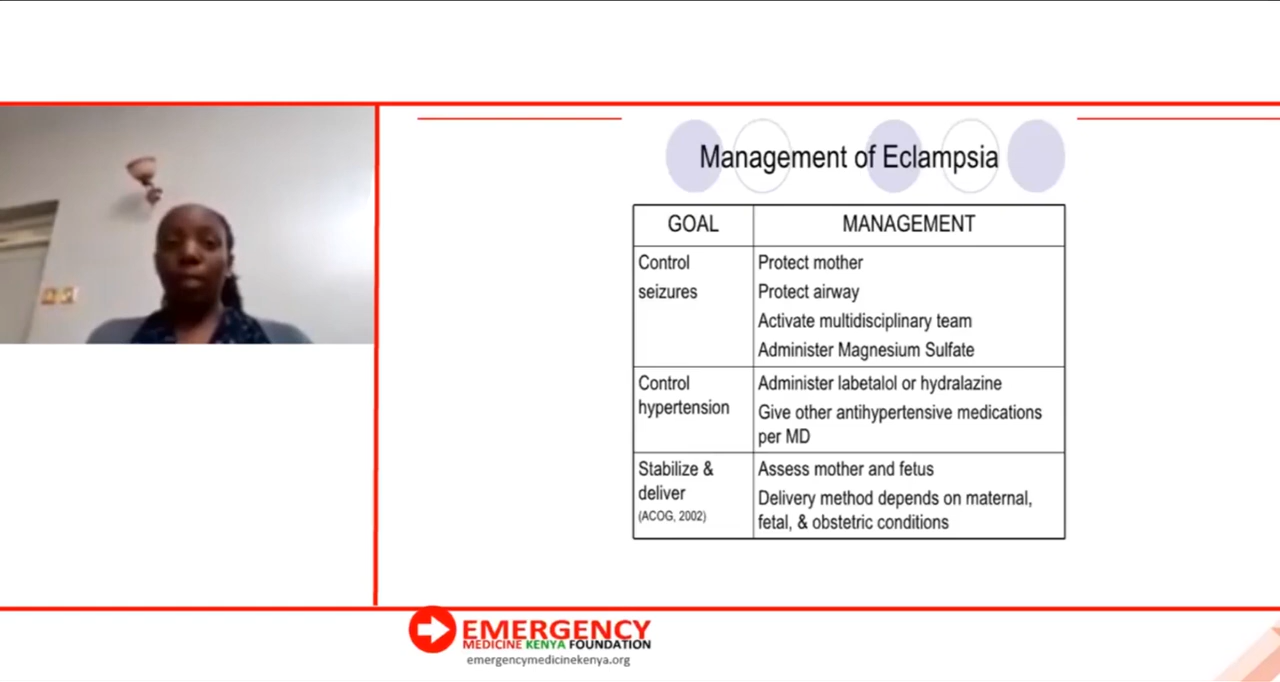 Management of Eclampsia
GOAL
MANAGEMENT
Control
seizures
Protect mother
Protect airway
Activate multidisciplinary team
Administer Magnesium Sulfate
Control
hypertension
Administer labetalol or hydralazine
Give other antihypertensive medications
per MD
Stabilize &
deliver
(ACOG, 2002)
Assess mother and fetus
Delivery method depends on maternal,
fetal, & obstetric conditions
EMERGENCY
MEDICINE KENYA FOUNDATION
emergencymedicinekenya.org